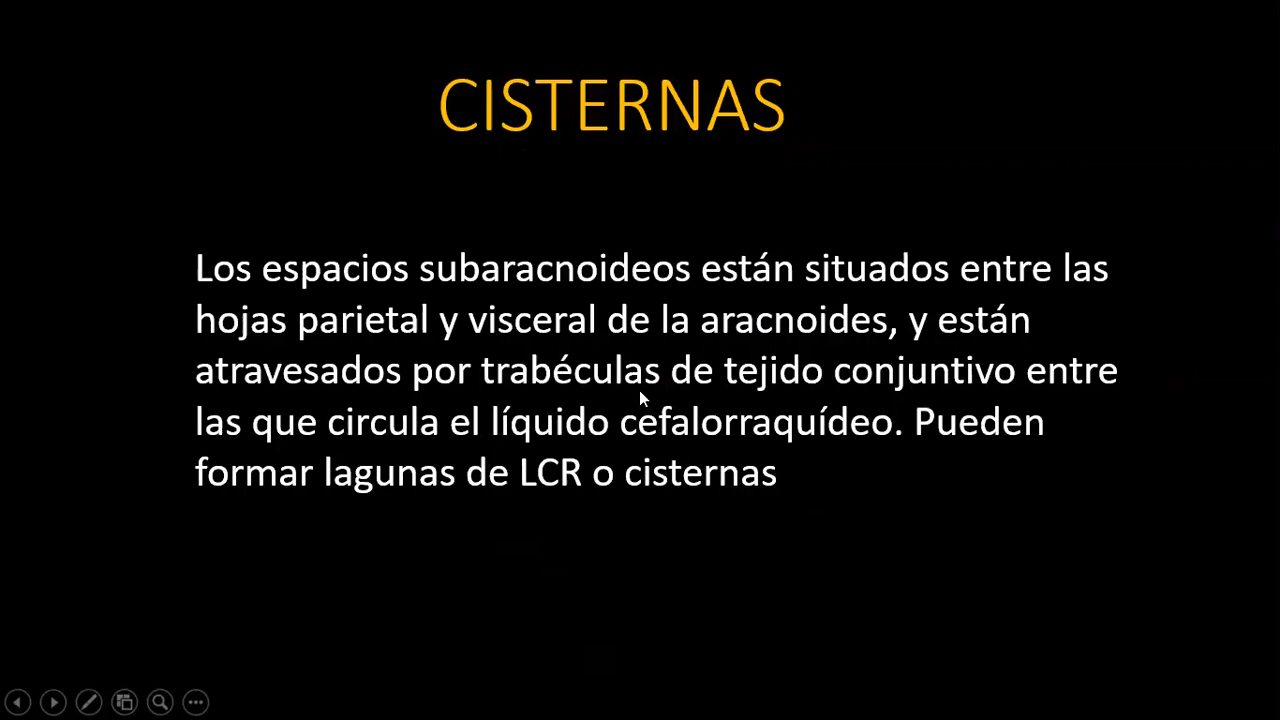 CISTERNAS
Los espacios subaracnoideos están situados entre las
hojas parietal y visceral de la aracnoides, y están
atravesados por trabéculas de tejido conjuntivo entre
las que circula el líquido cefalorraquídeo. Pueden
formar lagunas de LCR o cisternas